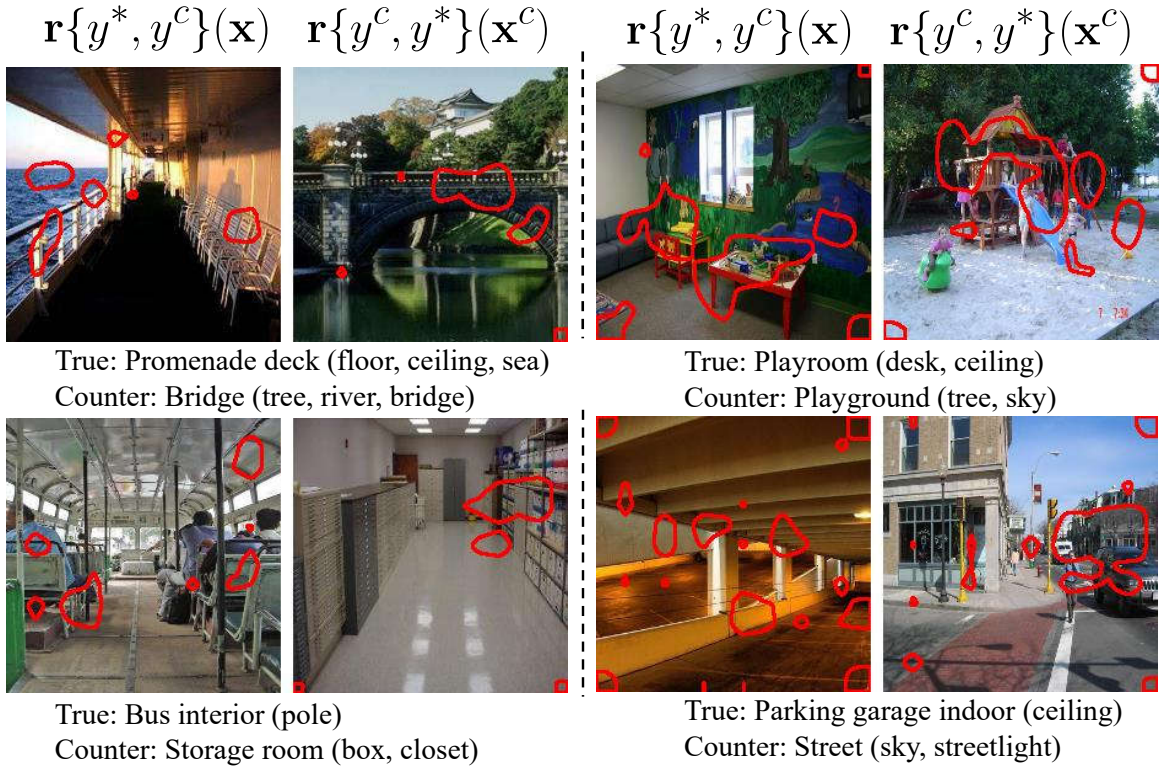 r{y*, y^c}(x) r{y^c, y*}(x^c) r{y*, y^c}(x) r{y^c, y*}(x^c)
True: Promenade deck (floor, ceiling, sea)
Counter: Bridge (tree, river, bridge)
True: Playroom (desk, ceiling)
Counter: Playground (tree, sky)
True: Bus interior (pole)
Counter: Storage room (box, closet)
True: Parking garage indoor (ceiling)
Counter: Street (sky, streetlight)